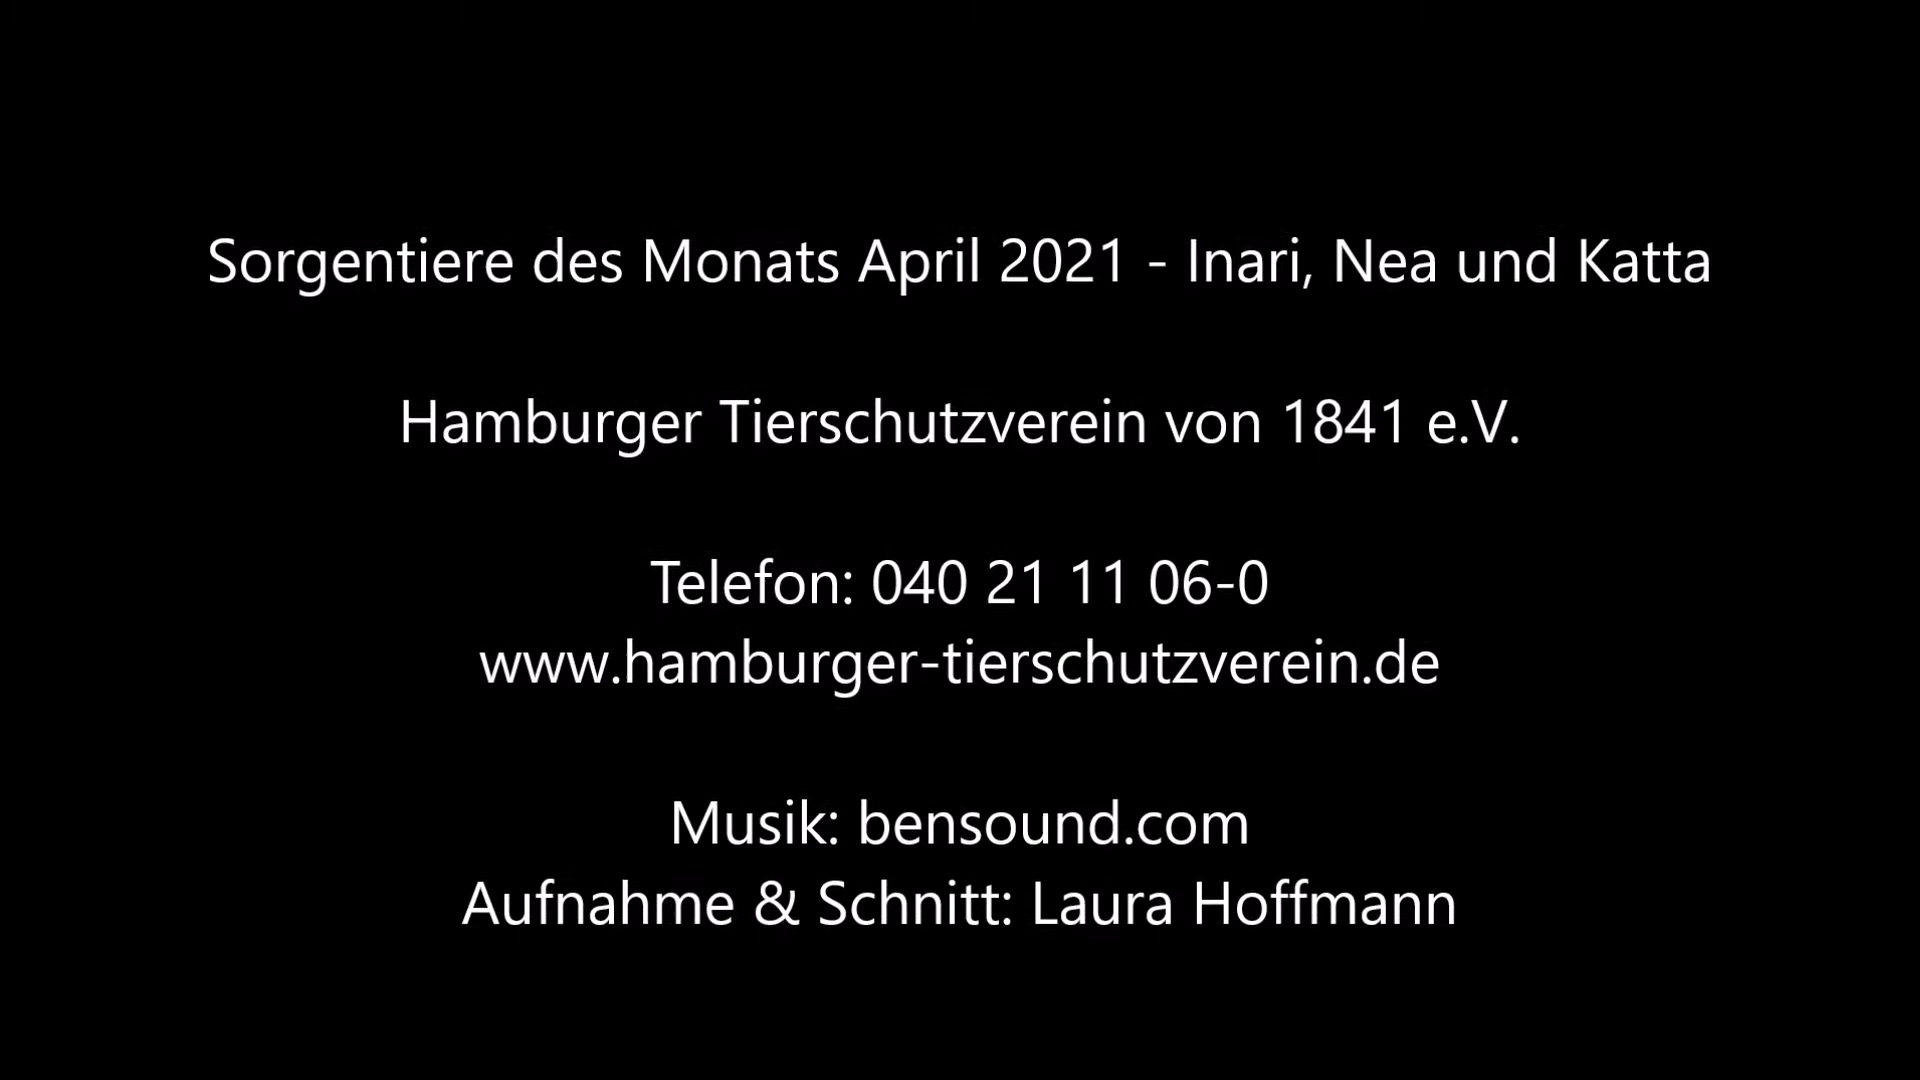 Sorgentiere des Monats April 2021 - Inari, Nea und Katta
Hamburger Tierschutzverein von 1841 e.V.
Telefon: 040 21 11 06-0
www.hamburger-tierschutzverein.de
Musik: bensound.com
Aufnahme & Schnitt: Laura Hoffmann